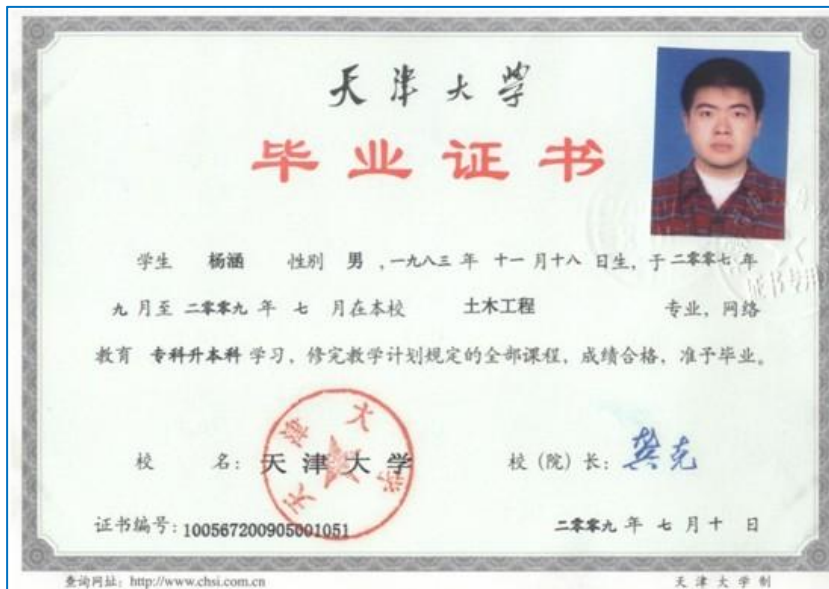 天津大学
毕业证书
学生 杨涵 性别 男 ,一九八三 年 十一 月十八 日生, 于 二零零七 年
九 月至 二零零九 年 七 月在本校 土木工程 专业, 网络
教育 专科升本科 学习, 修完教学计划规定的全部课程, 成绩合格, 准予毕业。
校 名: 天津大学
天津大学
校 (院) 长: 龚克
证书编号: 100567200905001051
二零零九 年 七 月 十 日
查询网址: http://www.chsi.com.cn
天津大学制